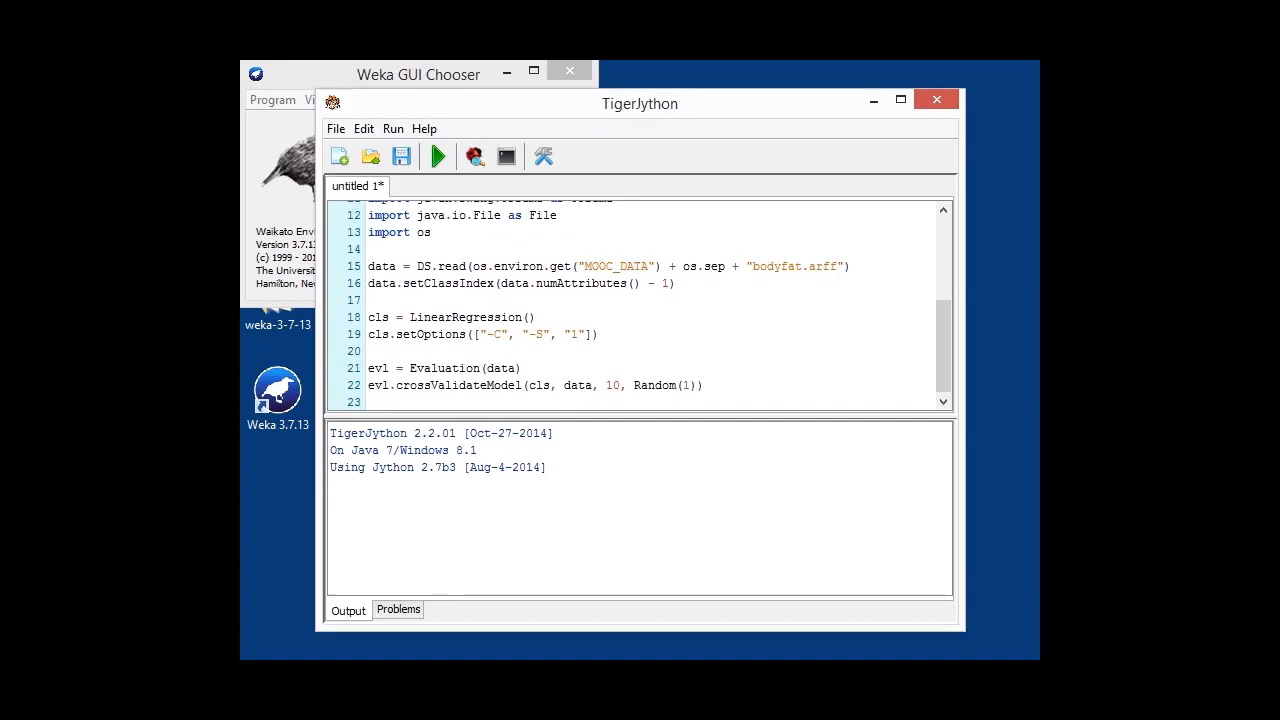 Weka GUI Chooser
Program
TigerJython
File Edit Run Help
untitled 1*
12 import java.io.File as File
13 import os
14
15 data = DS.read(os.environ.get("MOOC_DATA") + os.sep + "bodyfat.arff")
16 data.setClassIndex(data.numAttributes() - 1)
17
18 cls = LinearRegression()
19 cls.setOptions(["-C", "-S", "1"])
20
21 evl = Evaluation(data)
22 evl.crossValidateModel(cls, data, 10, Random(1))
23
Waikato Envi
Version 3.7.13
(c) 1999 - 201
The Universit
Hamilton, New
weka-3-7-13
Weka 3.7.13
TigerJython 2.2.01 [Oct-27-2014]
On Java 7/Windows 8.1
Using Jython 2.7b3 [Aug-4-2014]
Output Problems